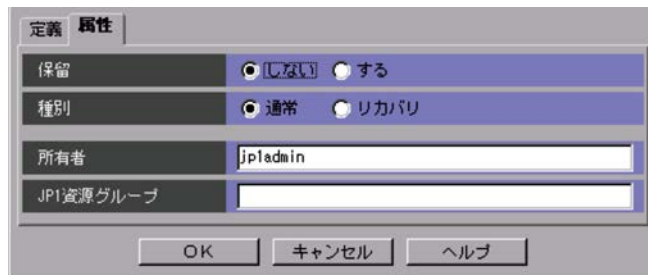 定義 属性
保留 しない する
種別 通常 リカバリ
所有者 jp1admin
JP1資源グループ
OK キャンセル ヘルプ